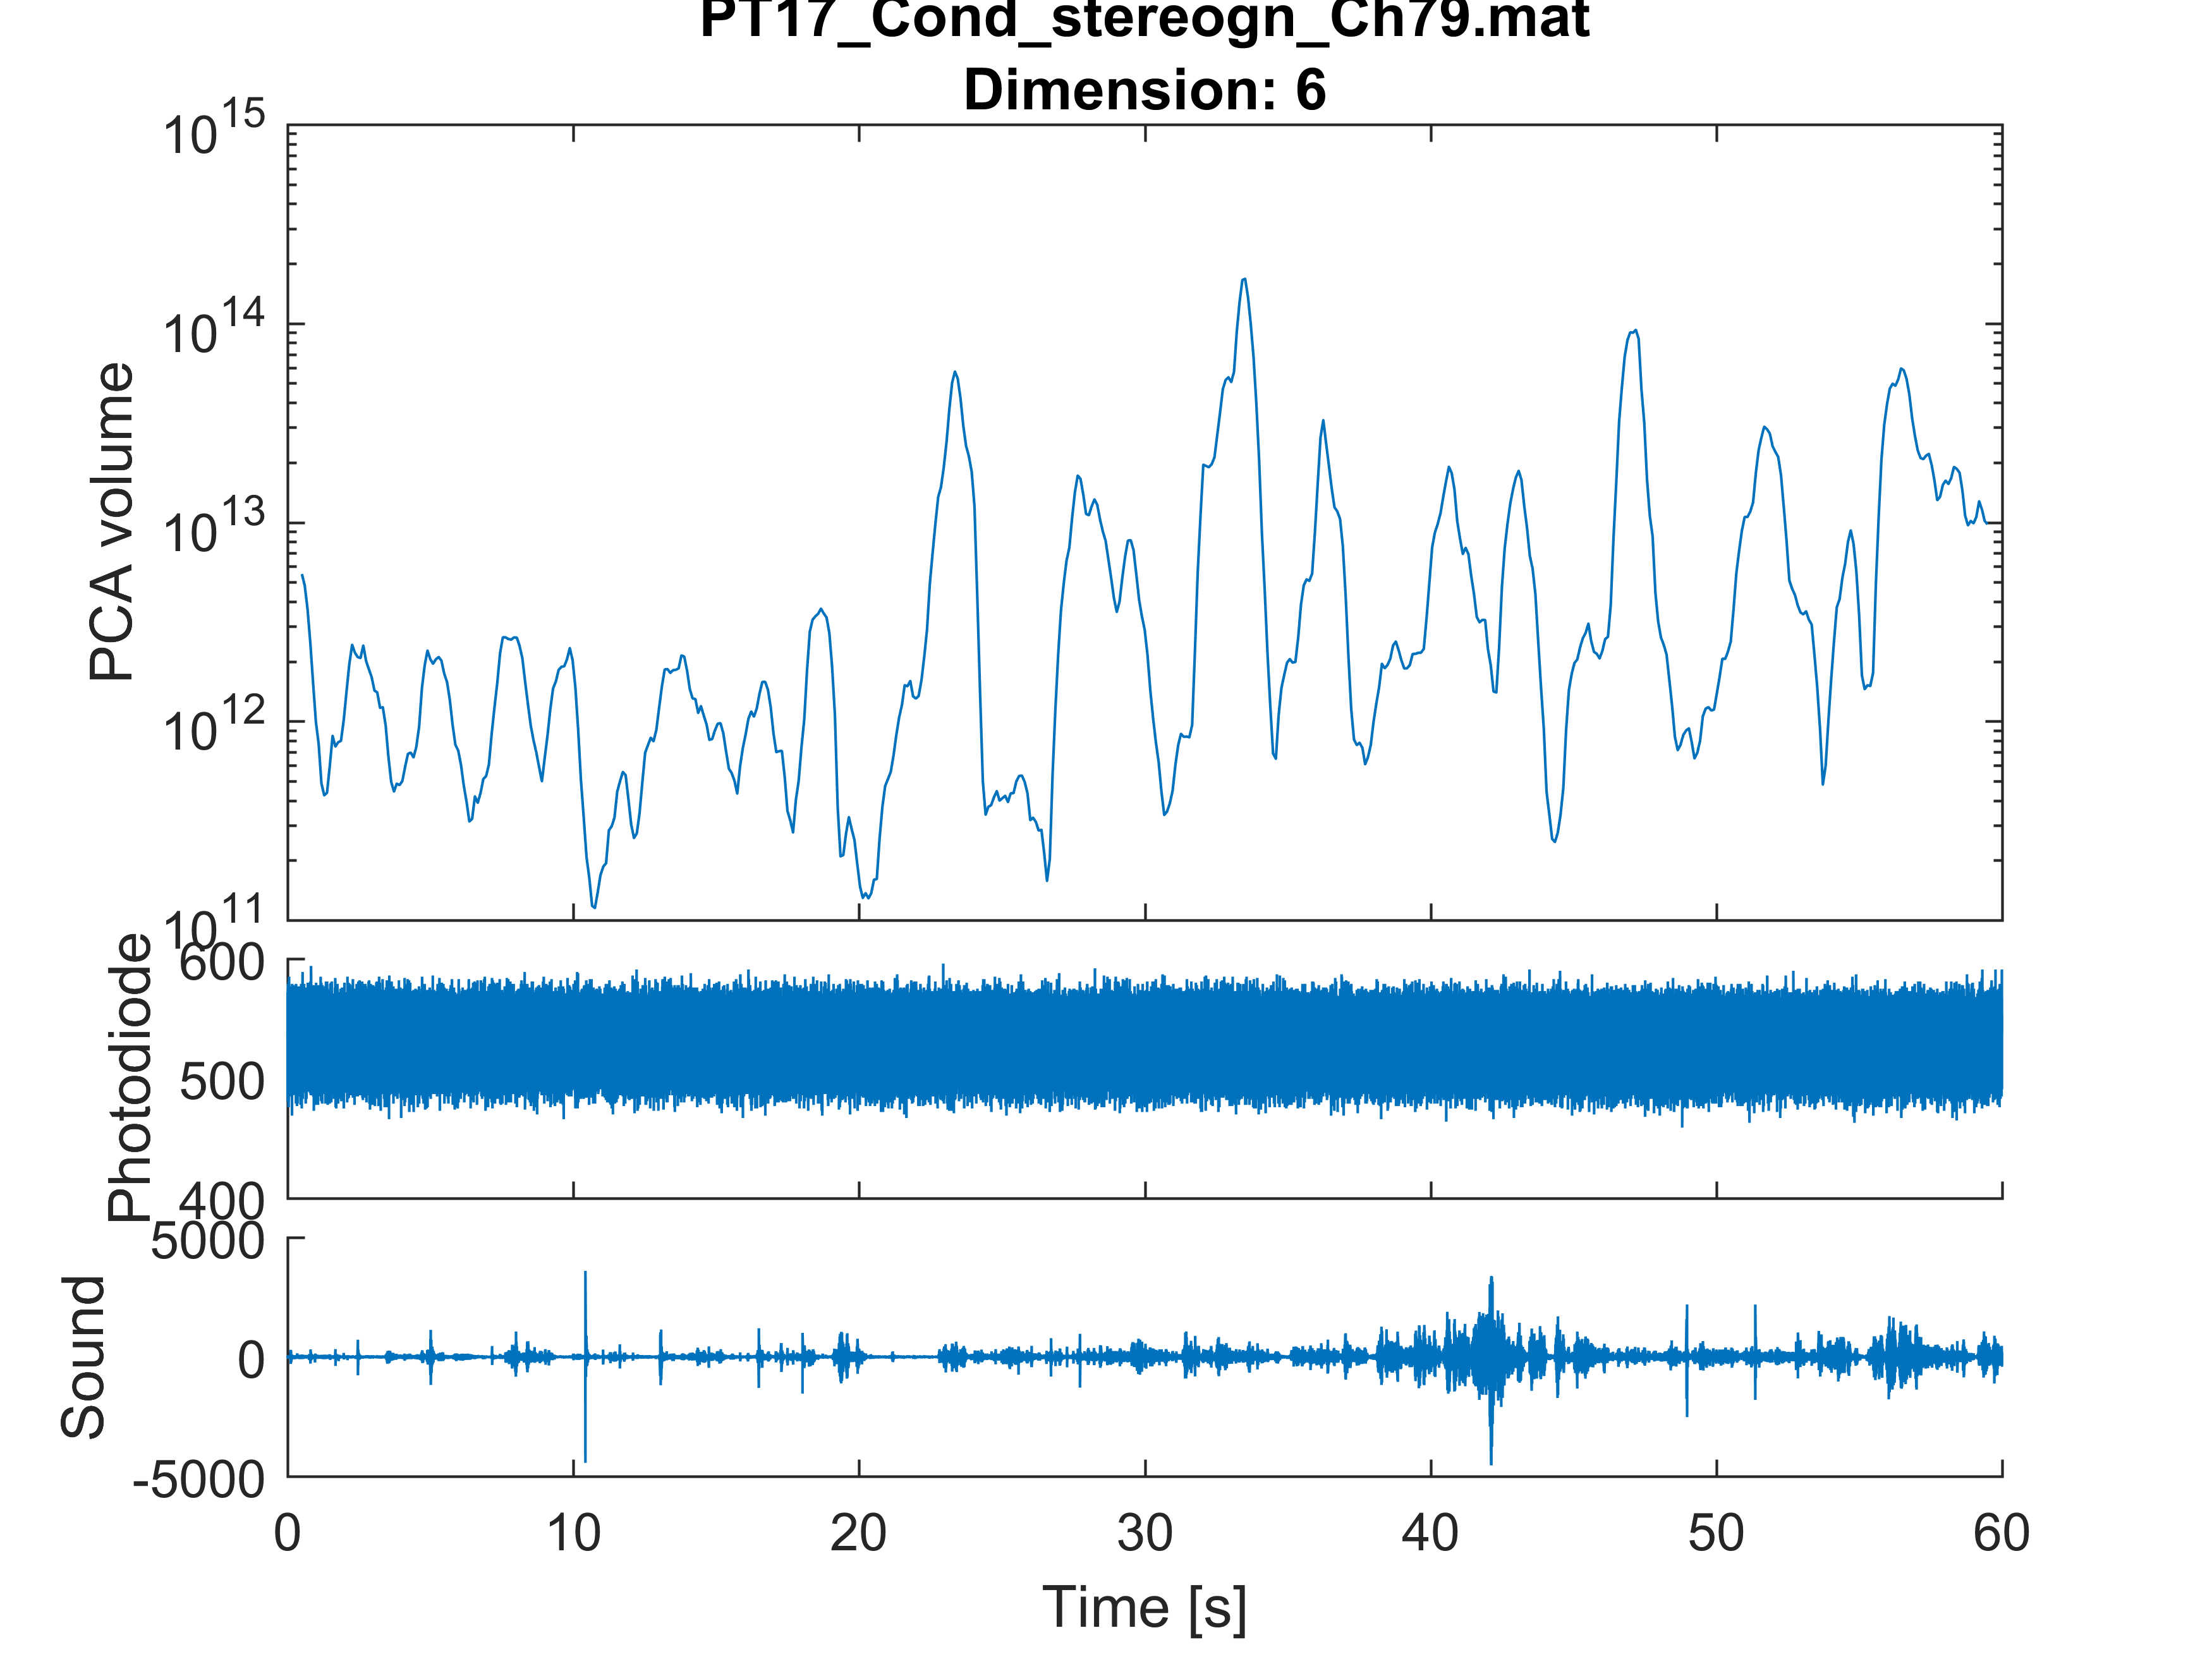 PT17_Cond_stereogn_Ch79.mat
Dimension: 6
10^15
10^14
10^13
10^12
10^11
PCA volume
600
500
400
Photodiode
5000
0
-5000
Sound
0 10 20 30 40 50 60
Time [s]